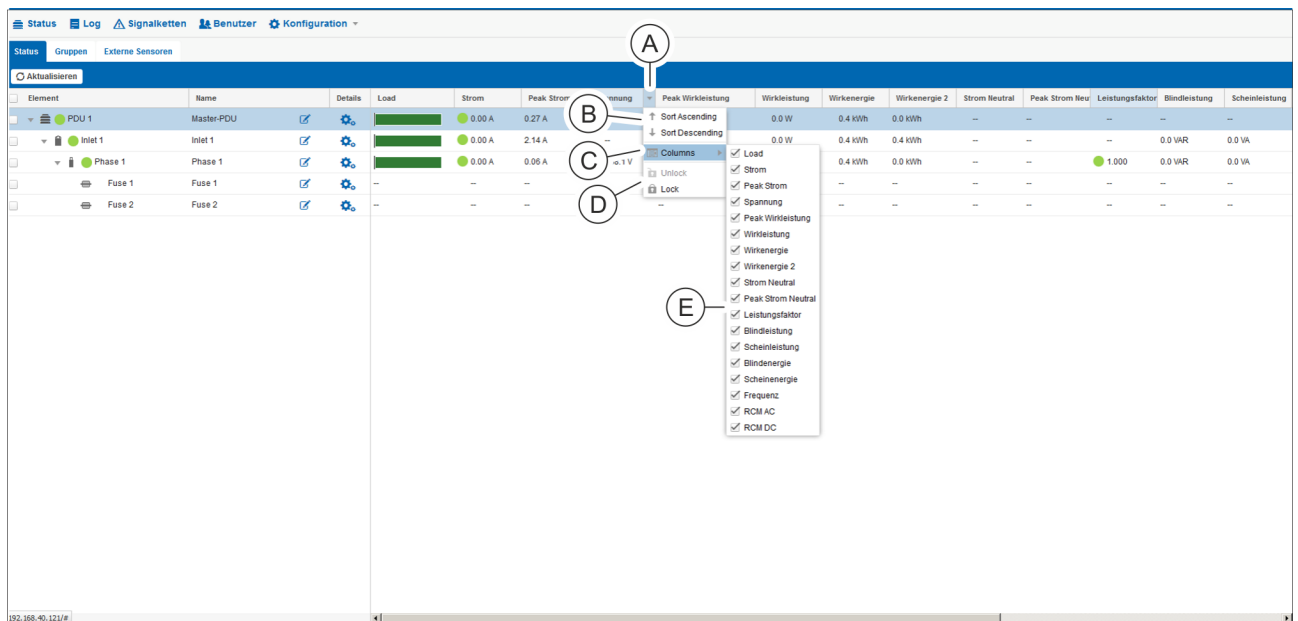 Status Log Signalketten Benutzer Konfiguration
A
Status Gruppen Externe Sensoren
Aktualisieren
Element Name Details Load Strom Peak Strom Peak Wirkleistung Wirkleistung Wirkenergie Wirkenergie 2 Strom Neutral Peak Strom Neu Leistungsfaktor Blindleistung Scheinleistung
PDU 1 Master-PDU 0.00 A 0.27 A 0.0 W 0.4 kWh 0.0 kWh -- -- -- -- --
B
Sort Ascending
Sort Descending
Inlet 1 Inlet 1 0.00 A 2.14 A -- 0.0 W 0.4 kWh 0.4 kWh -- -- -- 0.0 VAR 0.0 VA
C
Columns
Phase 1 Phase 1 0.00 A 0.06 A .1 V 0.4 kWh 0.0 kWh -- -- 1.000 0.0 VAR 0.0 VA
Unlock
Lock
D
Fuse 1 Fuse 1 -- -- -- -- -- -- -- -- -- --
Fuse 2 Fuse 2 -- -- -- -- -- -- -- -- -- -- --
Load
Strom
Peak Strom
Spannung
Peak Wirkleistung
Wirkleistung
Wirkenergie
Wirkenergie 2
Strom Neutral
Peak Strom Neutral
E
Leistungsfaktor
Blindleistung
Scheinleistung
Blindenergie
Scheinenergie
Frequenz
RCM AC
RCM DC
192.168.40.121/#